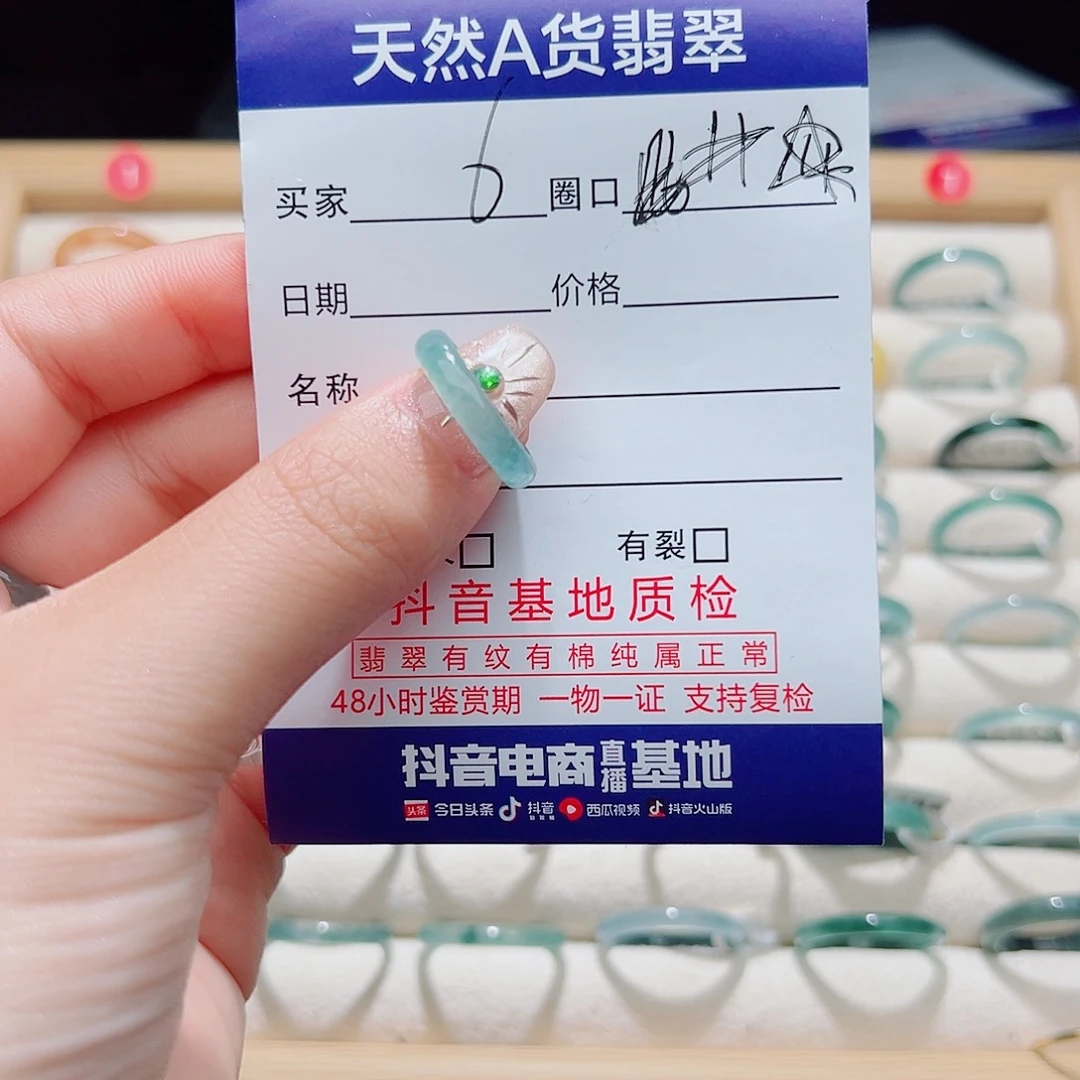 天然A货翡翠
买家 6 圈口
日期 价格
名称
有裂
抖音基地质检
翡翠有纹有棉纯属正常
48小时鉴赏期 一物一证 支持复检
抖音电商直播基地
头条 今日头条 抖音 西瓜视频 抖音火山版